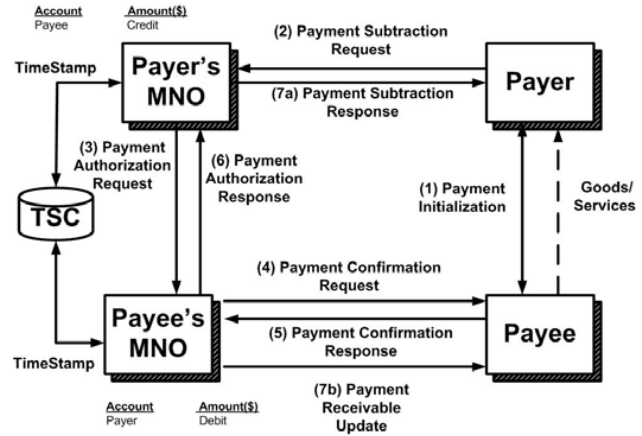 Account Amount($)
Payee Credit
TimeStamp
Payer's
MNO
(2) Payment Subtraction
Request
(7a) Payment Subtraction
Response
Payer
(3) Payment
Authorization
Request
(6) Payment
Authorization
Response
(1) Payment
Initialization
Goods/
Services
TSC
(4) Payment Confirmation
Request
Payee's
MNO
(5) Payment Confirmation
Response
Payee
TimeStamp
(7b) Payment
Receivable
Update
Account Amount($)
Payer Debit